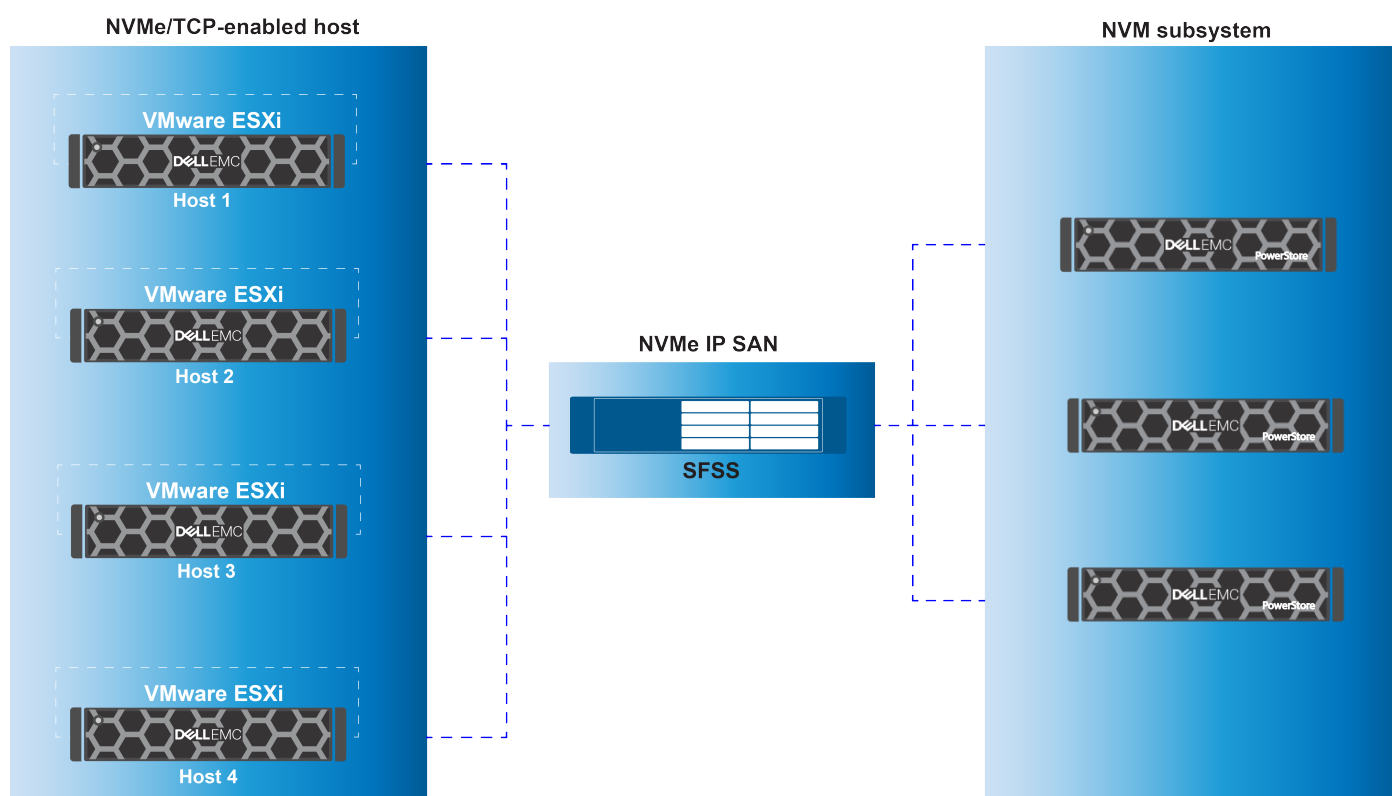 NVMe/TCP-enabled host
VMware ESXi
DELLEMC
Host 1
VMware ESXi
DELLEMC
Host 2
VMware ESXi
DELLEMC
Host 3
VMware ESXi
DELLEMC
Host 4
NVMe IP SAN
SFSS
NVM subsystem
DELLEMC
PowerStore
DELLEMC
PowerStore
DELLEMC
PowerStore